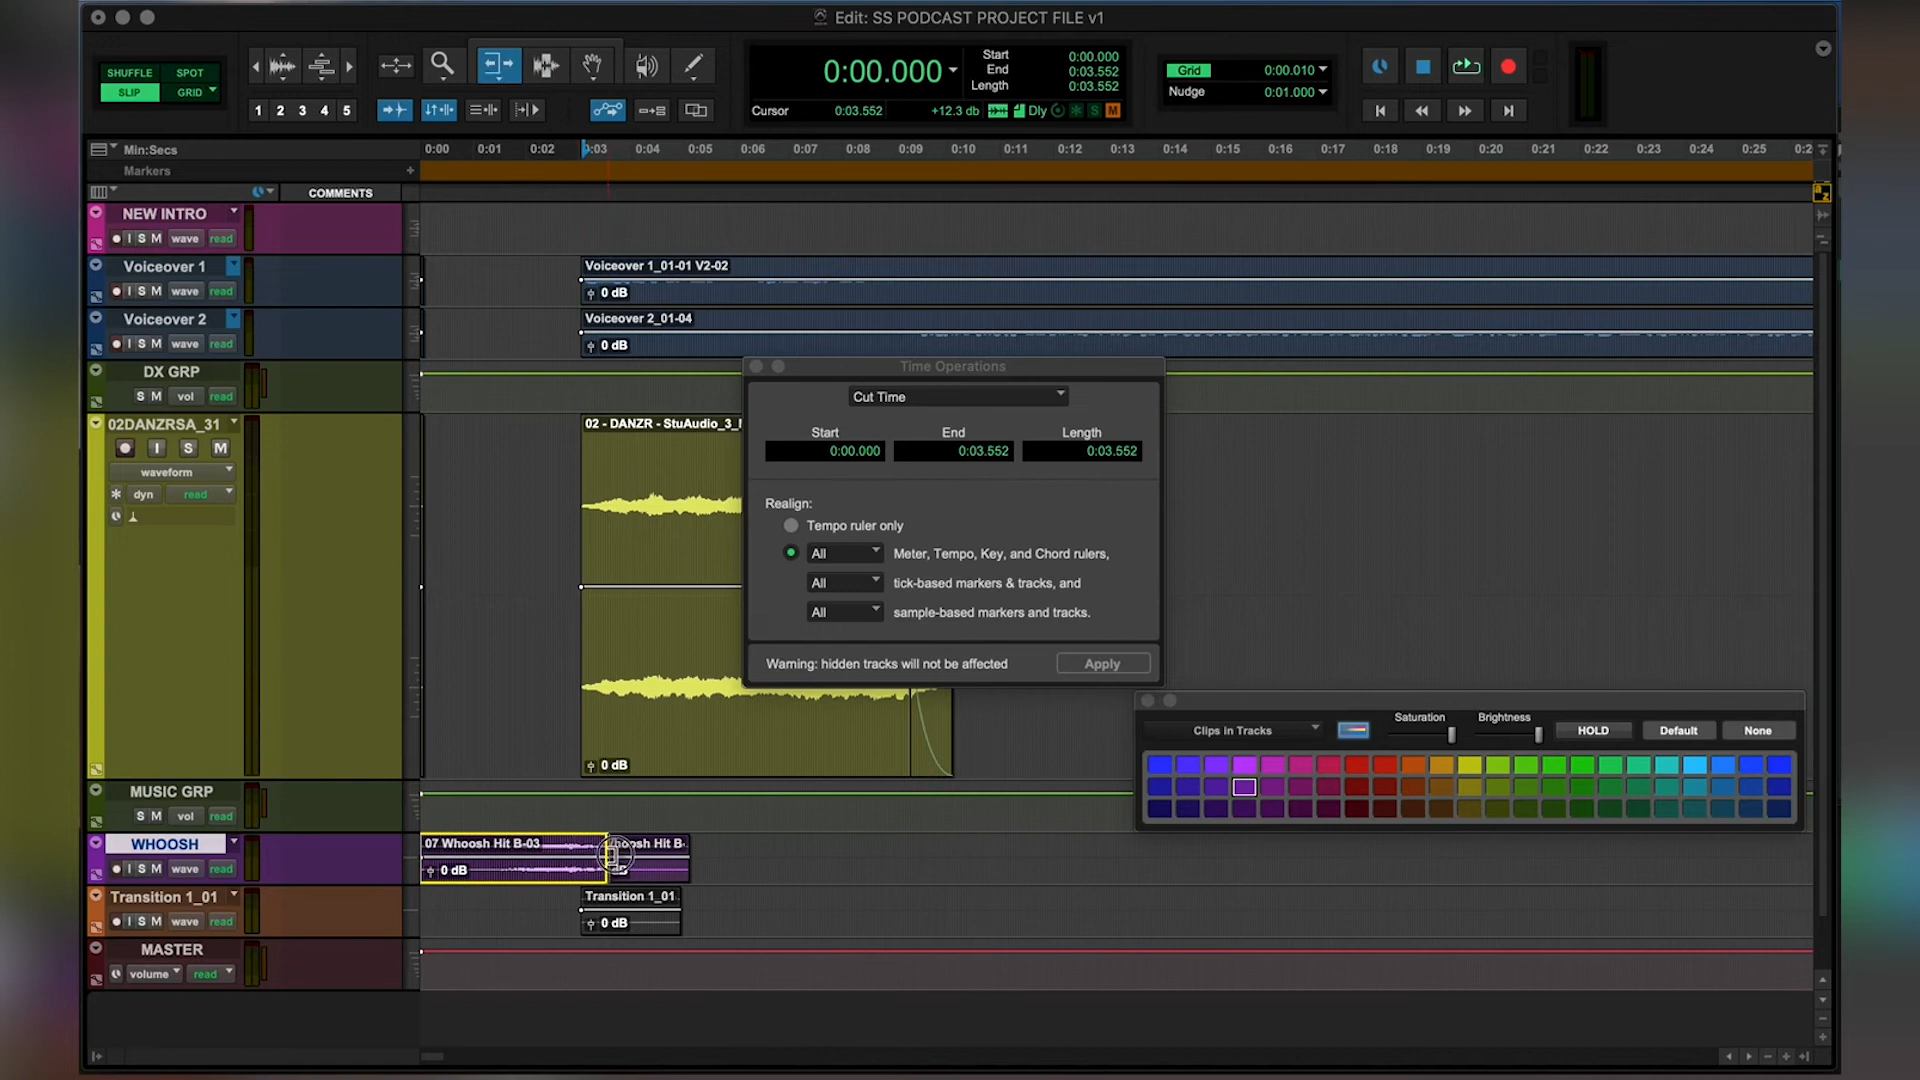 Edit: SS PODCAST PROJECT FILE v1
SHUFFLE SPOT
SLIP GRID
1 2 3 4 5
0:00.000
Start 0:00.000
End 0:03.552
Length 0:03.552
Cursor 0:03.552 +12.3 db Dly S M
Grid 0:00.010
Nudge 0:01.000
Min:Secs 0:00 0:01 0:02 0:03 0:04 0:05 0:06 0:07 0:08 0:09 0:10 0:11 0:12 0:13 0:14 0:15 0:16 0:17 0:18 0:19 0:20 0:21 0:22 0:23 0:24 0:25
Markers
COMMENTS
a z
NEW INTRO
I S M wave read
Voiceover 1 Voiceover 1_01-01 V2-02
I S M wave read 0 dB
Voiceover 2 Voiceover 2_01-04
I S M wave read 0 dB
DX GRP
S M vol read
02DANZRSA_31 02 - DANZR - StuAudio_3_
I S M
waveform
dyn read
0 dB
Time Operations
Cut Time
Start End Length
0:00.000 0:03.552 0:03.552
Realign:
Tempo ruler only
All Meter, Tempo, Key, and Chord rulers,
All tick-based markers & tracks, and
All sample-based markers and tracks.
Warning: hidden tracks will not be affected Apply
Clips in Tracks Saturation Brightness HOLD Default None
MUSIC GRP
S M vol read
WHOOSH 07 Whoosh Hit B-03 hoosh Hit B-
I S M wave read 0 dB
Transition 1_01 Transition 1_01
I S M wave read 0 dB
MASTER
volume read